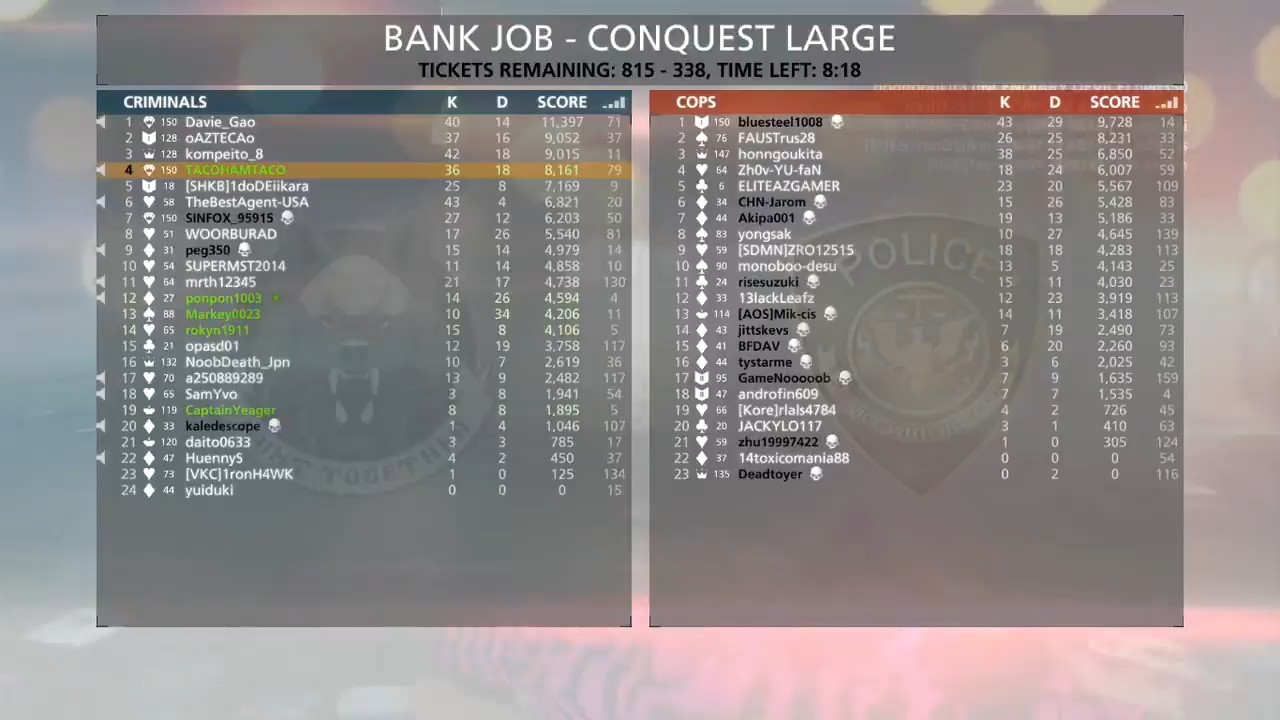 BANK JOB - CONQUEST LARGE
TICKETS REMAINING: 815 - 338, TIME LEFT: 8:18
CRIMINALS K D SCORE
1 150 Davie_Gao 40 14 11,397 71
2 128 oAZTECAo 37 16 9,052 37
3 128 kompeito_8 42 18 9,015 11
4 150 TACOHAMTACO 36 18 8,161 79
5 18 [SHKB]1doDEiikara 25 8 7,169 9
6 58 TheBestAgent-USA 43 4 6,821 20
7 150 SINFOX_95915 27 12 6,203 50
8 51 WOORBURAD 17 26 5,540 81
9 31 peg350 15 14 4,979 14
10 54 SUPERMST2014 11 14 4,858 10
11 64 mrth12345 21 17 4,738 130
12 27 ponpon1003 14 26 4,594 4
13 88 Markey0023 10 34 4,206 11
14 65 rokyn1911 15 8 4,106 5
15 21 opasd01 12 19 3,758 117
16 132 NoobDeath_Jpn 10 7 2,619 36
17 70 a250889289 13 9 2,482 117
18 65 SamYvo 3 8 1,941 54
19 119 CaptainYeager 8 8 1,895 5
20 33 kaledescope 1 4 1,046 107
21 120 daito0633 3 3 785 17
22 47 HuennyS 4 2 450 37
23 73 [VKC]1ronH4WK 1 0 125 134
24 44 yuiduki 0 0 0 15
COPS K D SCORE
1 150 bluesteel1008 43 29 9,728 14
2 76 FAUSTrus28 26 25 8,231 33
3 147 honngoukita 38 25 6,850 52
4 64 Zh0v-YU-faN 18 24 6,007 59
5 6 ELITEAZGAMER 23 20 5,567 109
6 34 CHN-Jarom 15 26 5,428 83
7 44 Akipa001 19 13 5,186 33
8 83 yongsak 10 27 4,645 139
9 59 [SDMN]ZRO12515 18 18 4,283 113
10 90 monoboo-desu 13 5 4,143 25
11 24 risesuzuki 15 11 4,030 23
12 33 13lackLeafz 12 23 3,919 113
13 114 [AOS]Mik-cis 14 11 3,418 107
14 43 jittskevs 7 19 2,490 73
15 41 BFDAV 6 20 2,260 93
16 44 tystarme 3 6 2,025 42
17 95 GameNooooob 7 9 1,635 159
18 47 androfin609 7 7 1,535 4
19 66 [Kore]rlals4784 4 2 726 45
20 20 JACKYLO117 3 1 410 63
21 59 zhu19997422 1 0 305 124
22 37 14toxicomania88 0 0 0 54
23 135 Deadtoyer 0 2 0 116
POLICE